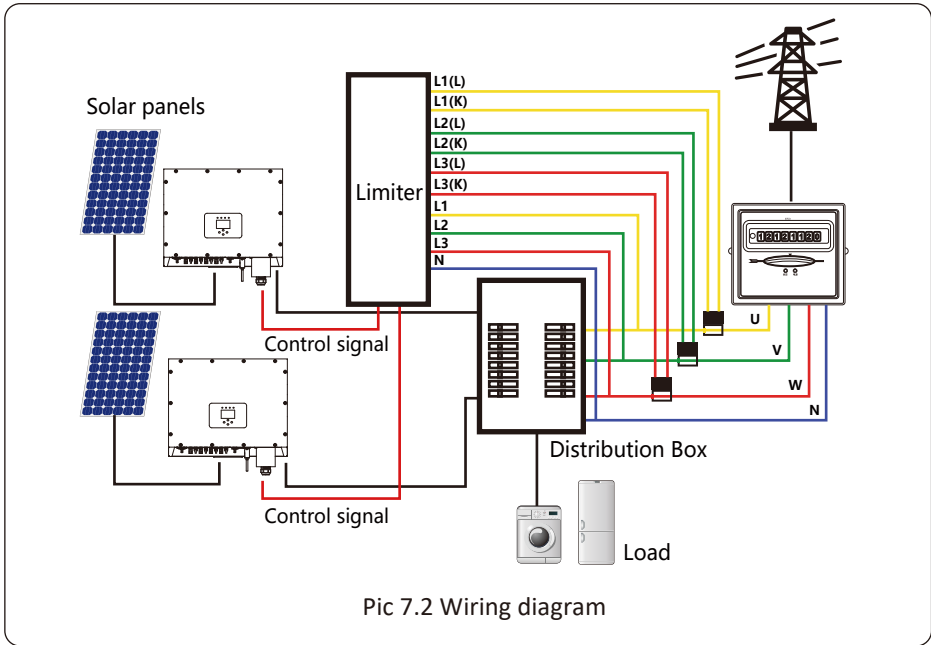 Solar panels
Limiter
L1(L)
L1(K)
L2(L)
L2(K)
L3(L)
L3(K)
L1
L2
L3
N
Control signal
Control signal
Distribution Box
Load
U
V
W
N
12121120
Pic 7.2 Wiring diagram